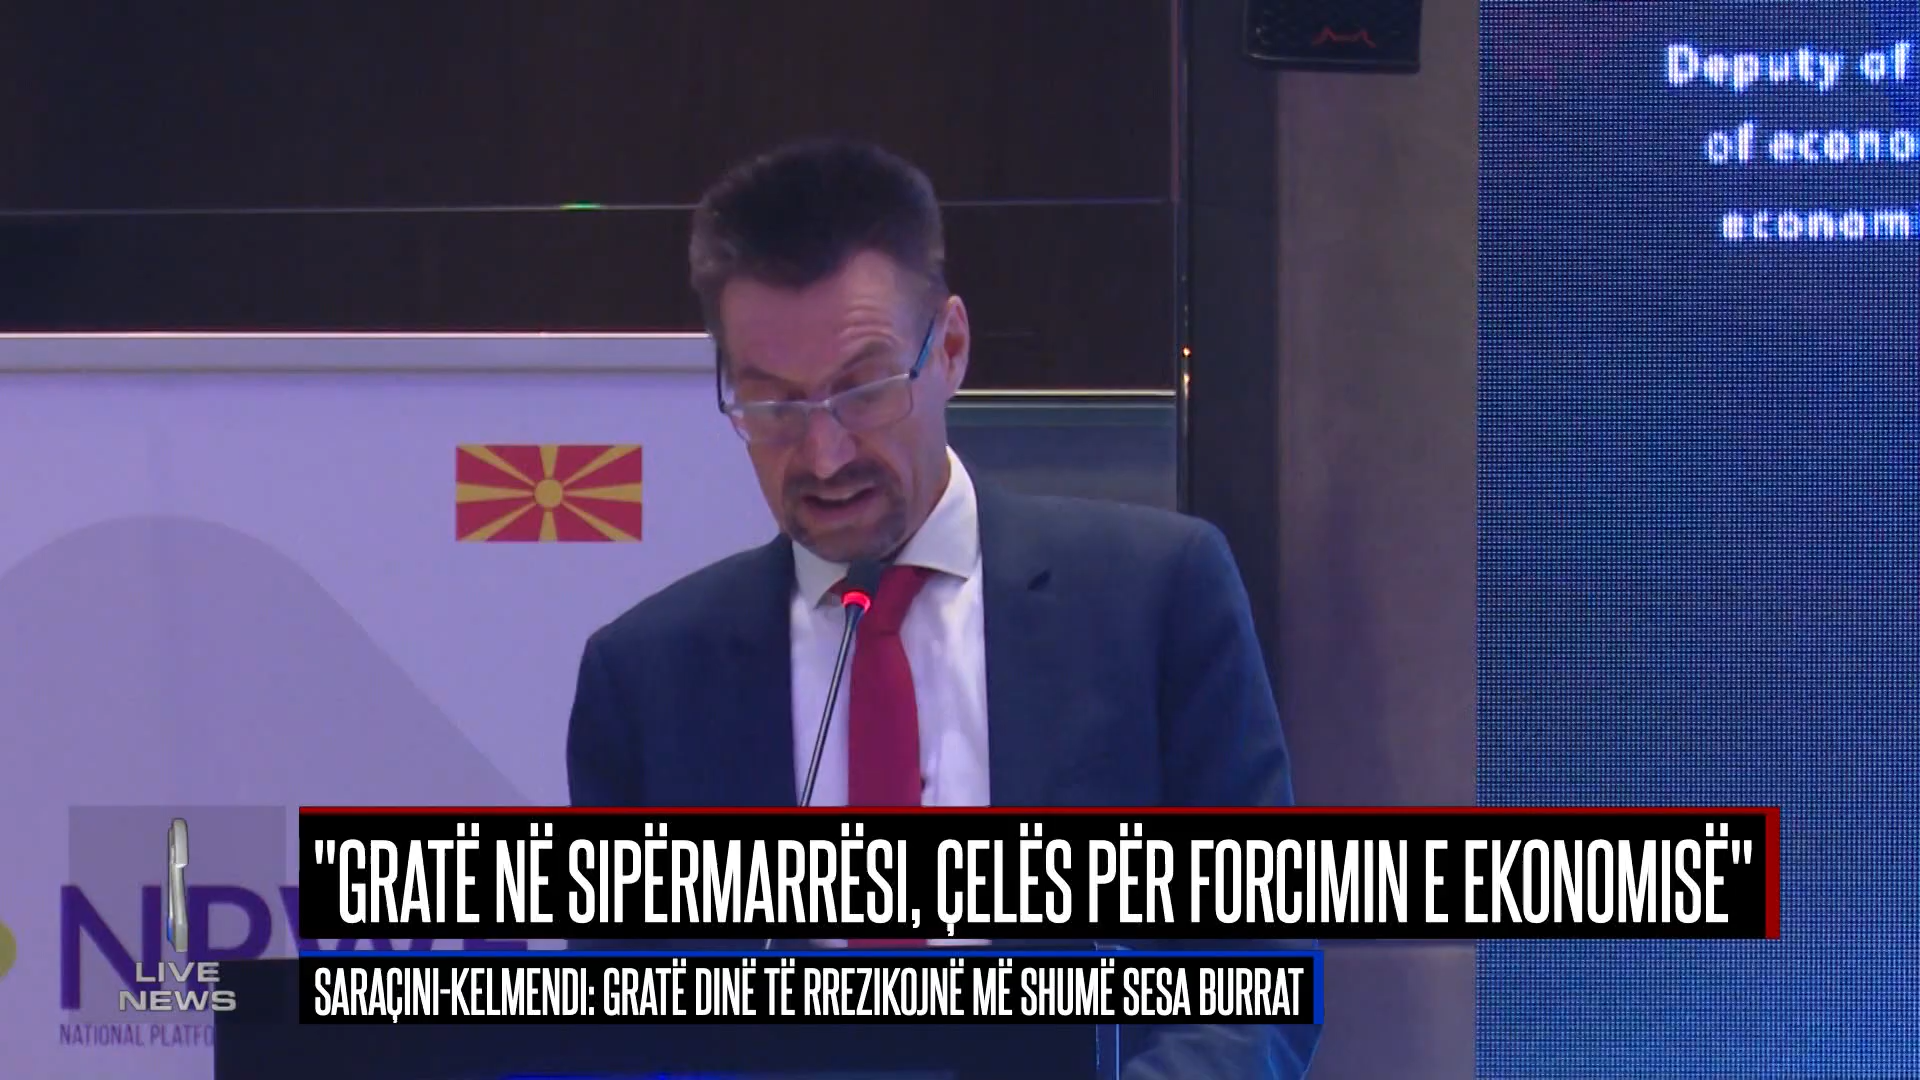 Deputy of
of econo
econom
"GRATË NË SIPËRMARRËSI, ÇELËS PËR FORCIMIN E EKONOMISË"
SARAÇINI-KELMENDI: GRATË DINË TË RREZIKOJNË MË SHUMË SESA BURRAT
LIVE
NEWS
NATIONAL PLATFO